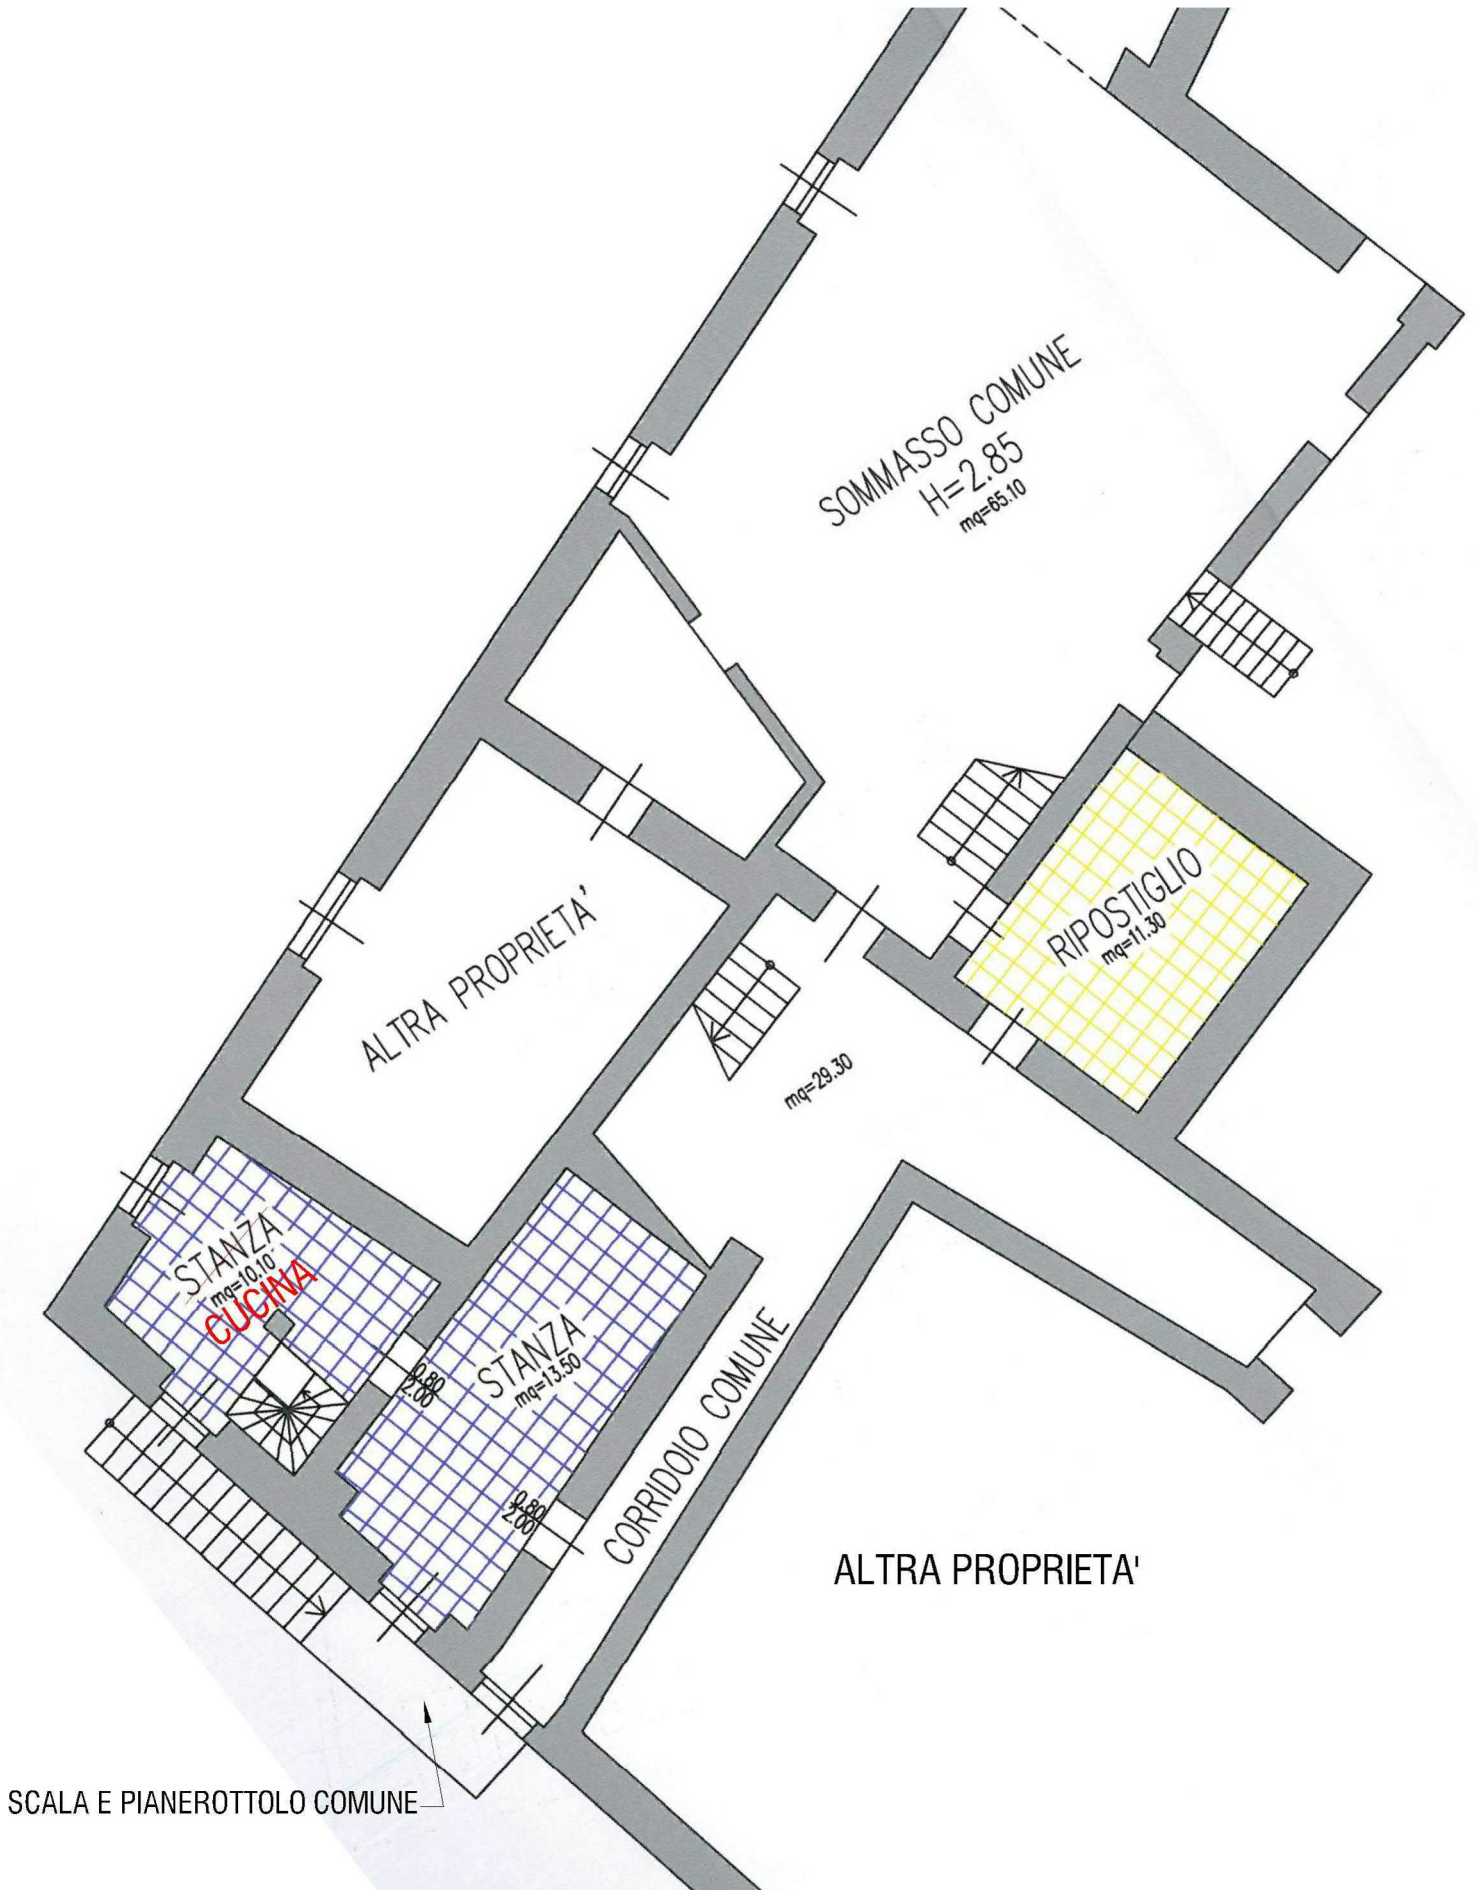 SOMMASSO COMUNE
H=2.85
mq=65.10
RIPOSTIGLIO
mq=11.30
ALTRA PROPRIETA'
mq=29.30
STANZA
mq=10.10
CUCINA
STANZA
mq=13.50
0.80
2.00
0.80
2.00
CORRIDOIO COMUNE
ALTRA PROPRIETA'
SCALA E PIANEROTTOLO COMUNE